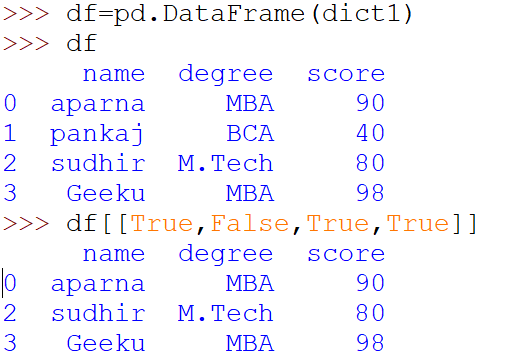 >>> df=pd.DataFrame(dict1)
>>> df
     name  degree  score
0  aparna     MBA     90
1  pankaj     BCA     40
2  sudhir  M.Tech     80
3   Geeku     MBA     98
>>> df[[True,False,True,True]]
     name  degree  score
0  aparna     MBA     90
2  sudhir  M.Tech     80
3   Geeku     MBA     98